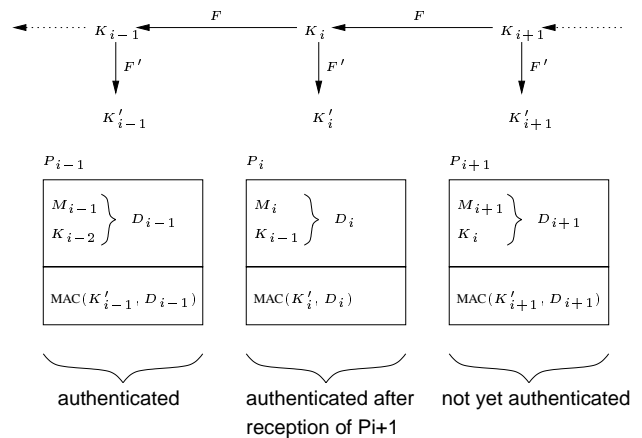 F F
K_{i−1} K_i K_{i+1}
F′ F′ F′
K′_{i−1} K′_i K′_{i+1}
P_{i−1} P_i P_{i+1}
M_{i−1} D_{i−1} M_i D_i M_{i+1} D_{i+1}
K_{i−2} K_{i−1} K_i
MAC(K′_{i−1}, D_{i−1}) MAC(K′_i, D_i) MAC(K′_{i+1}, D_{i+1})
authenticated authenticated after not yet authenticated
reception of Pi+1